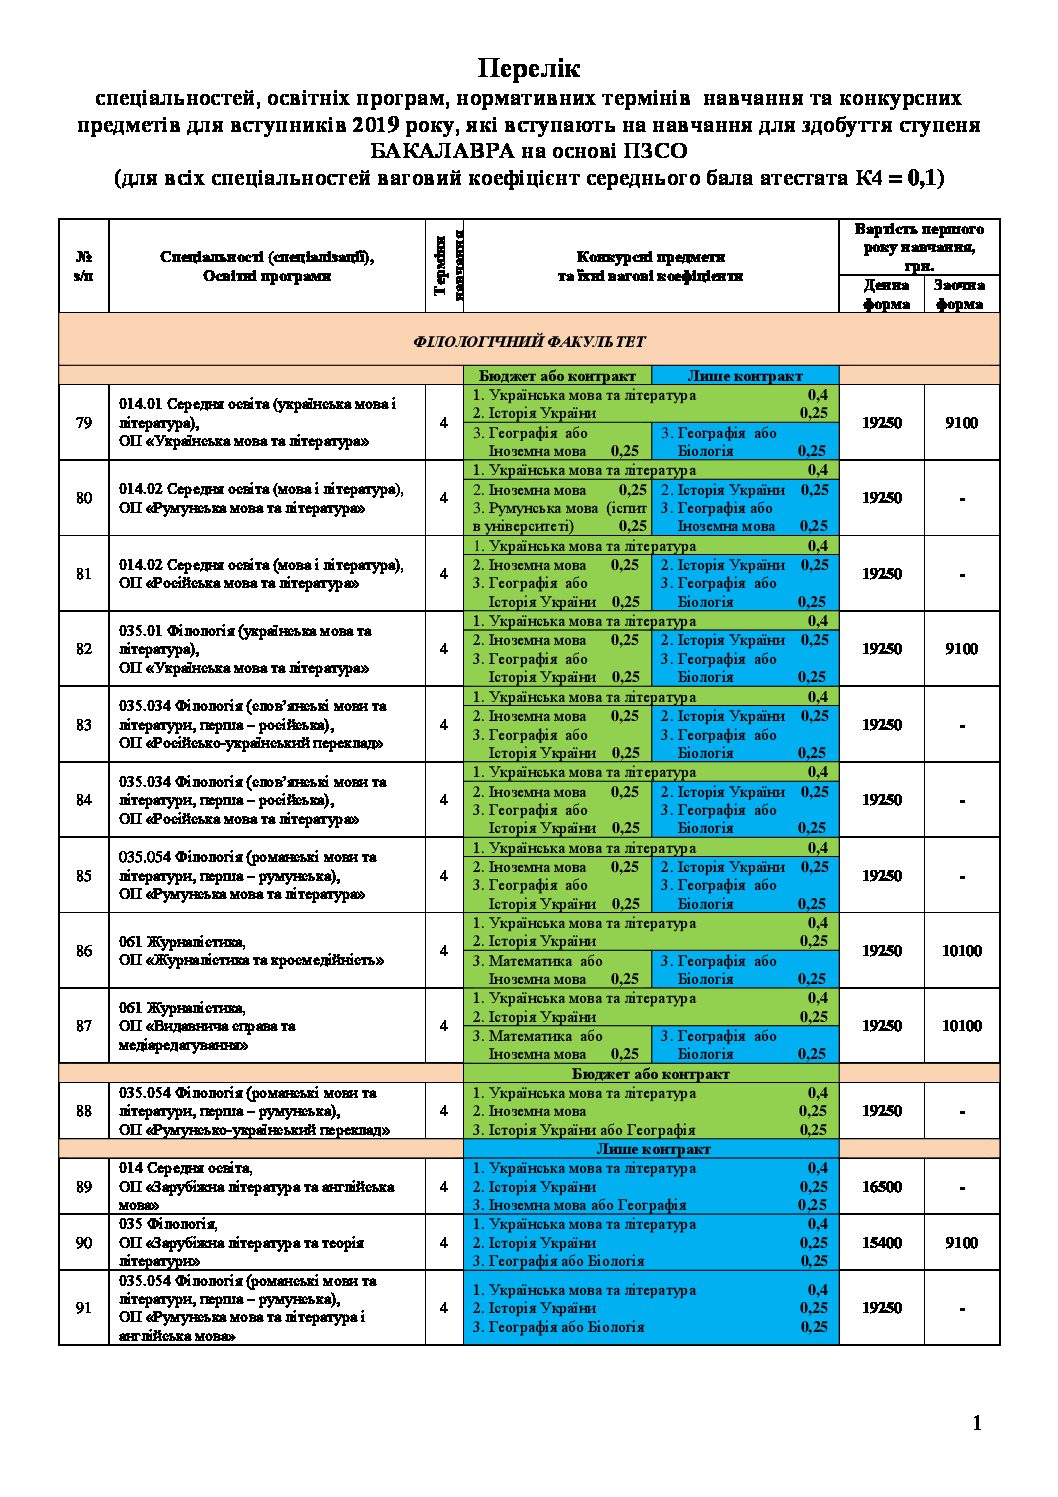 Перелік
спеціальностей, освітніх програм, нормативних термінів навчання та конкурсних
предметів для вступників 2019 року, які вступають на навчання для здобуття ступеня
БАКАЛАВРА на основі ПЗСО
(для всіх спеціальностей ваговий коефіцієнт середнього бала атестата К4 = 0,1)
№
з/п
Спеціальності (спеціалізації),
Освітні програми
Терміни
навчання
Конкурсні предмети
та їхні вагові коефіцієнти
Вартість першого
року навчання,
грн.
Денна
форма
Заочна
форма
ФІЛОЛОГІЧНИЙ ФАКУЛЬТЕТ
Бюджет або контракт
Лише контракт
79
014.01 Середня освіта (українська мова і
література),
ОП «Українська мова та література»
4
1. Українська мова та література 0,4
2. Історія України 0,25
3. Географія або
Іноземна мова 0,25
3. Географія або
Біологія 0,25
19250
9100
80
014.02 Середня освіта (мова і література),
ОП «Румунська мова та література»
4
1. Українська мова та література 0,4
2. Іноземна мова 0,25
3. Румунська мова (іспит
в університеті) 0,25
2. Історія України 0,25
3. Географія або
Іноземна мова 0,25
19250
-
81
014.02 Середня освіта (мова і література),
ОП «Російська мова та література»
4
1. Українська мова та література 0,4
2. Іноземна мова 0,25
3. Географія або
Історія України 0,25
2. Історія України 0,25
3. Географія або
Біологія 0,25
19250
-
82
035.01 Філологія (українська мова та
література),
ОП «Українська мова та література»
4
1. Українська мова та література 0,4
2. Іноземна мова 0,25
3. Географія або
Історія України 0,25
2. Історія України 0,25
3. Географія або
Біологія 0,25
19250
9100
83
035.034 Філологія (слов’янські мови та
літератури, перша – російська),
ОП «Російсько-український переклад»
4
1. Українська мова та література 0,4
2. Іноземна мова 0,25
3. Географія або
Історія України 0,25
2. Історія України 0,25
3. Географія або
Біологія 0,25
19250
-
84
035.034 Філологія (слов’янські мови та
літератури, перша – російська),
ОП «Російська мова та література»
4
1. Українська мова та література 0,4
2. Іноземна мова 0,25
3. Географія або
Історія України 0,25
2. Історія України 0,25
3. Географія або
Біологія 0,25
19250
-
85
035.054 Філологія (романські мови та
літератури, перша – румунська),
ОП «Румунська мова та література»
4
1. Українська мова та література 0,4
2. Іноземна мова 0,25
3. Географія або
Історія України 0,25
2. Історія України 0,25
3. Географія або
Біологія 0,25
19250
-
86
061 Журналістика,
ОП «Журналістика та кросмедійність»
4
1. Українська мова та література 0,4
2. Історія України 0,25
3. Математика або
Іноземна мова 0,25
3. Географія або
Біологія 0,25
19250
10100
87
061 Журналістика,
ОП «Видавнича справа та
медіаредагування»
4
1. Українська мова та література 0,4
2. Історія України 0,25
3. Математика або
Іноземна мова 0,25
3. Географія або
Біологія 0,25
19250
10100
Бюджет або контракт
88
035.054 Філологія (романські мови та
літератури, перша – румунська),
ОП «Румунсько-український переклад»
4
1. Українська мова та література 0,4
2. Іноземна мова 0,25
3. Історія України або Географія 0,25
19250
-
Лише контракт
89
014 Середня освіта,
ОП «Зарубіжна література та англійська
мова»
4
1. Українська мова та література 0,4
2. Історія України 0,25
3. Іноземна мова або Географія 0,25
16500
-
90
035 Філологія,
ОП «Зарубіжна література та теорія
літератури»
4
1. Українська мова та література 0,4
2. Історія України 0,25
3. Географія або Біологія 0,25
15400
9100
91
035.054 Філологія (романські мови та
літератури, перша – румунська),
ОП «Румунська мова та література і
англійська мова»
4
1. Українська мова та література 0,4
2. Історія України 0,25
3. Географія або Біологія 0,25
19250
-
1